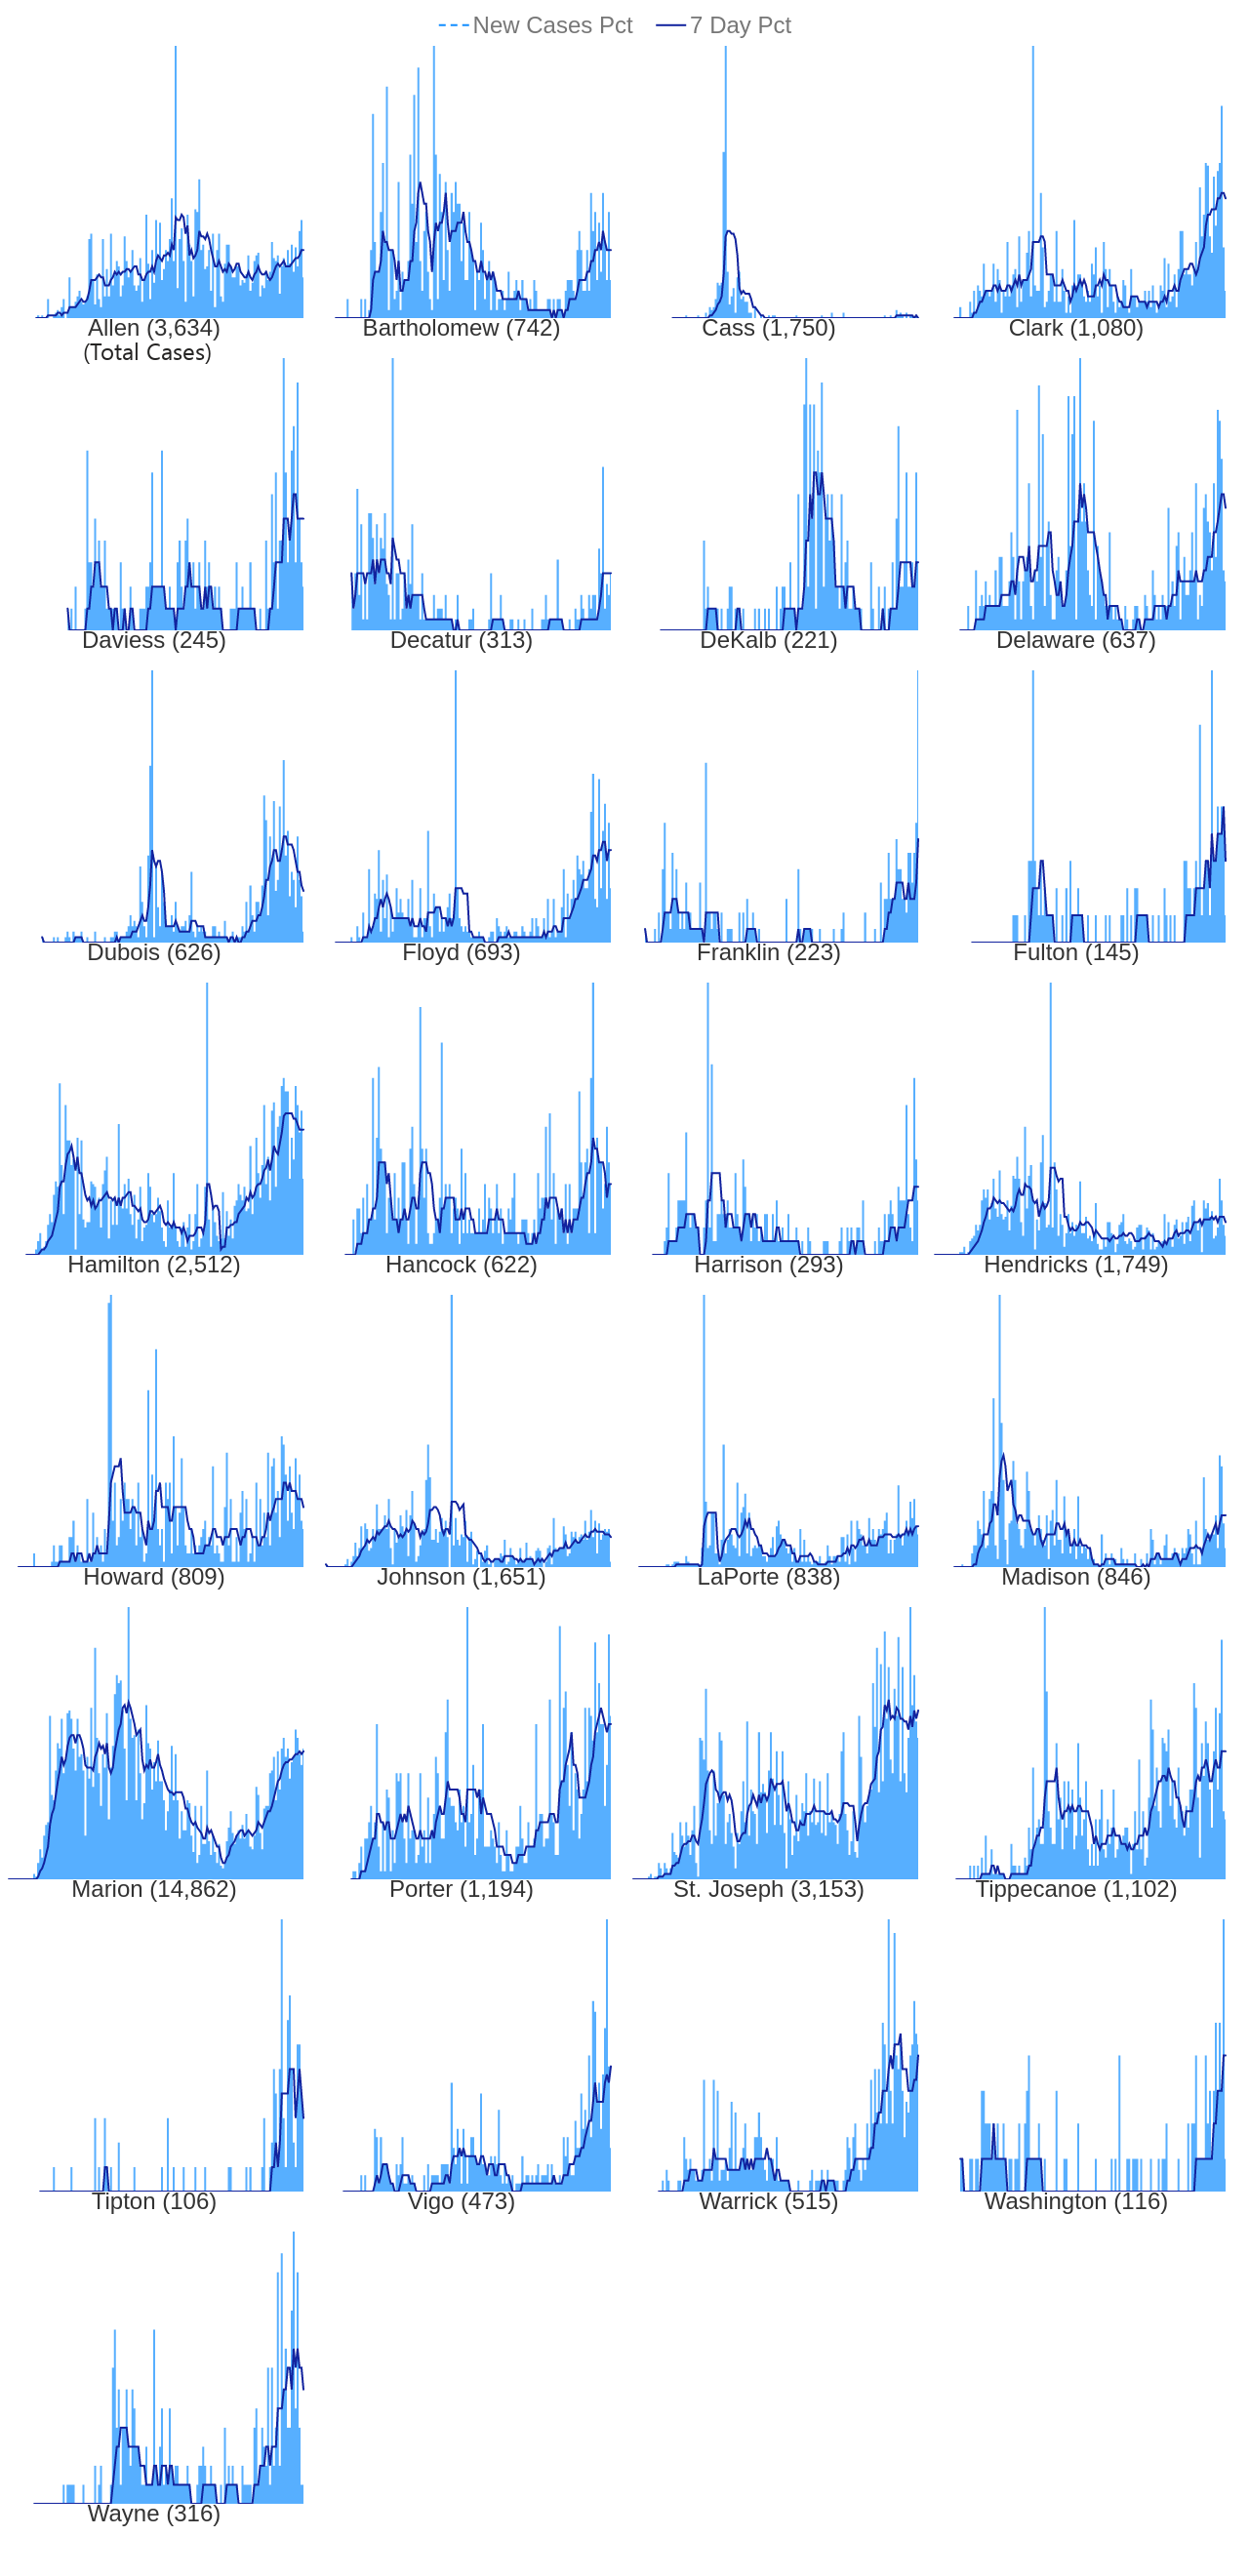 New Cases Pct 7 Day Pct
Allen (3,634) Bartholomew (742) Cass (1,750) Clark (1,080)
(Total Cases)
Daviess (245) Decatur (313) DeKalb (221) Delaware (637)
Dubois (626) Floyd (693) Franklin (223) Fulton (145)
Hamilton (2,512) Hancock (622) Harrison (293) Hendricks (1,749)
Howard (809) Johnson (1,651) LaPorte (838) Madison (846)
Marion (14,862) Porter (1,194) St. Joseph (3,153) Tippecanoe (1,102)
Tipton (106) Vigo (473) Warrick (515) Washington (116)
Wayne (316)